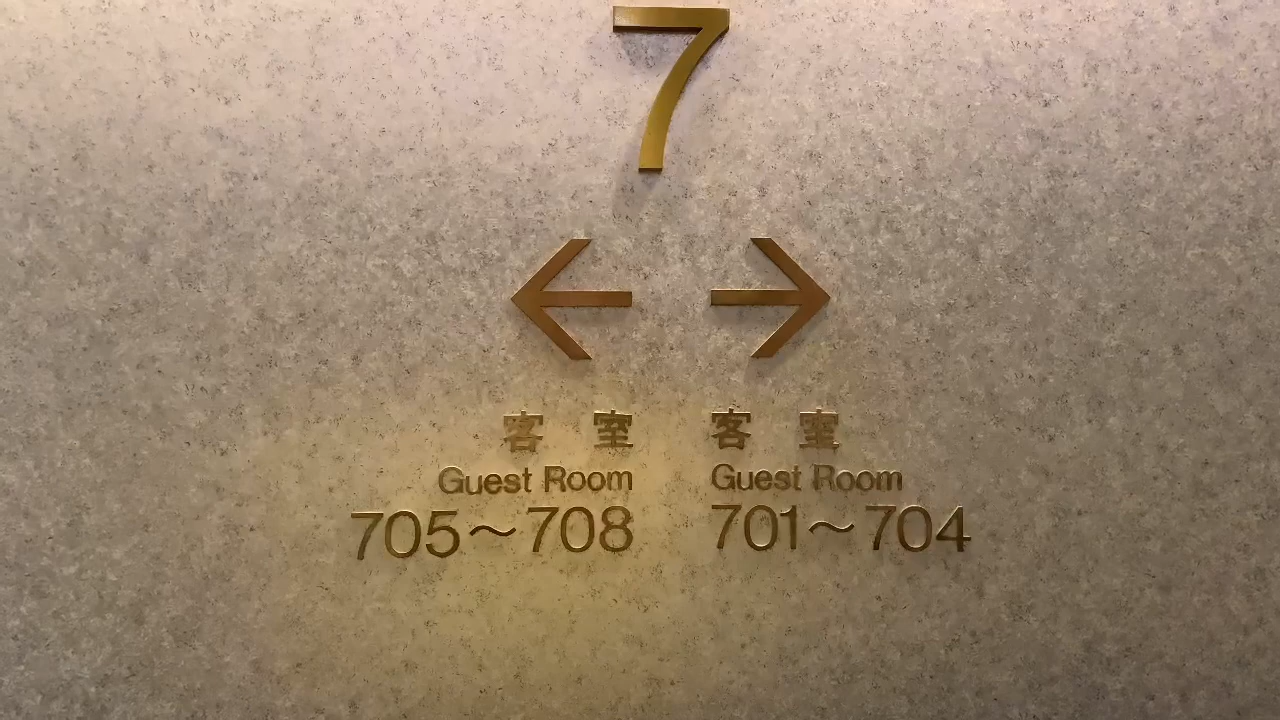 7
客室 客室
Guest Room Guest Room
705～708 701～704